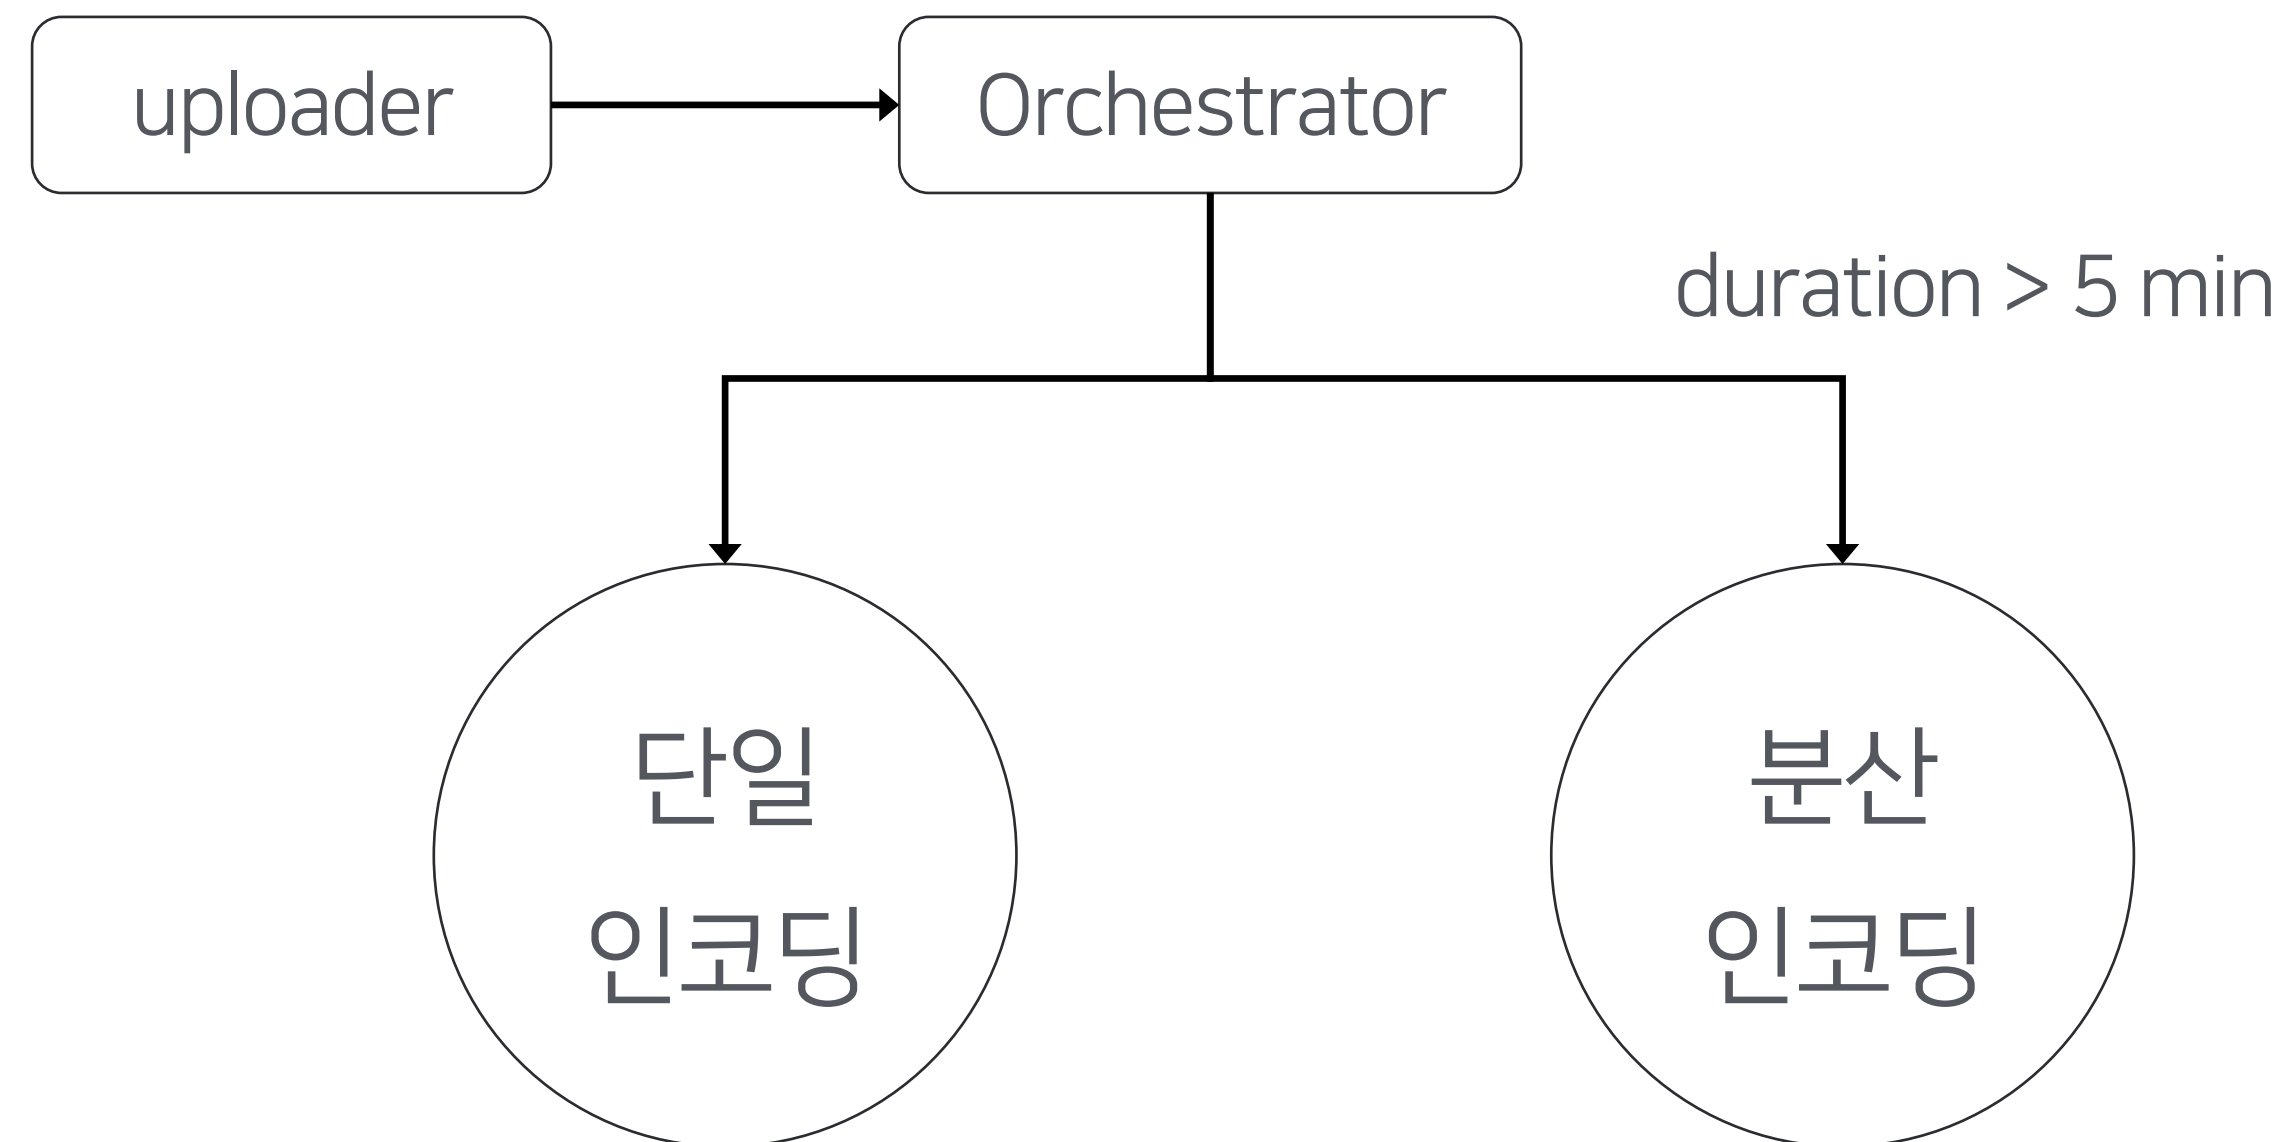 uploader
Orchestrator
duration > 5 min
단일
인코딩
분산
인코딩